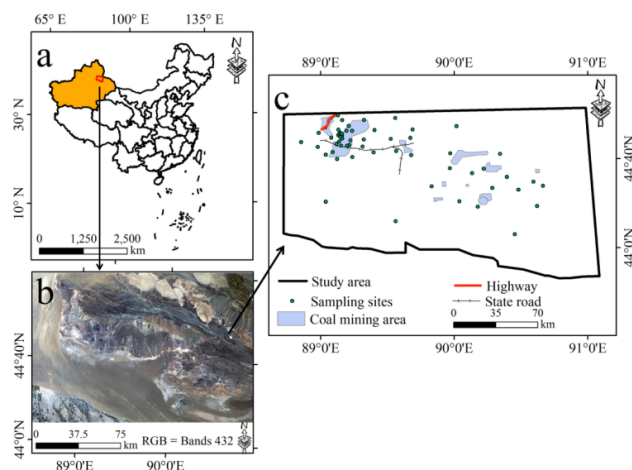 65° E 100° E 135° E
a
N
30° N
10° N
0 1,250 2,500
km
b
44°40'N
44°0'N
0 37.5 75
km
RGB = Bands 432
N
89°0'E 90°0'E
89°0'E 90°0'E 91°0'E
c
N
44°40'N
44°0'N
Study area
Highway
Sampling sites
State road
Coal mining area
0 35 70
km
89°0'E 90°0'E 91°0'E